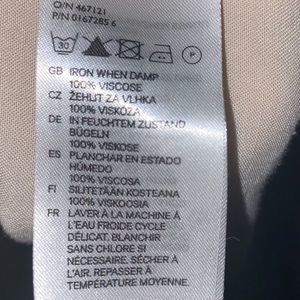 O/N 467121
P/N 0167285 6
30 P
GB IRON WHEN DAMP
100% VISCOSE
CZ ŽEHLIT ZA VLHKA
100% VISKÓZA
DE IN FEUCHTEM ZUSTAND
BÜGELN
100% VISKOSE
ES PLANCHAR EN ESTADO
HÚMEDO
100% VISCOSA
FI SILITETÄÄN KOSTEANA
100% VISKOOSIA
FR LAVER À LA MACHINE À
L'EAU FROIDE CYCLE
DÉLICAT. BLANCHIR
SANS CHLORE SI
NÉCESSAIRE. SÉCHER À
L'AIR. REPASSER À
TEMPÉRATURE MOYENNE.